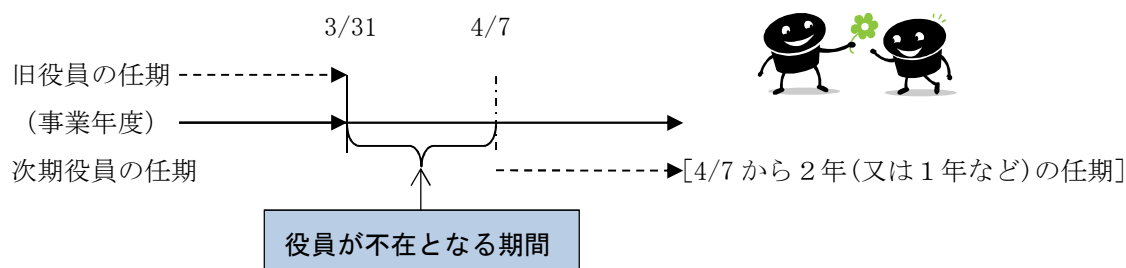 3/31 4/7
旧役員の任期
（事業年度）
次期役員の任期 [4/7 から２年(又は１年など)の任期]
役員が不在となる期間